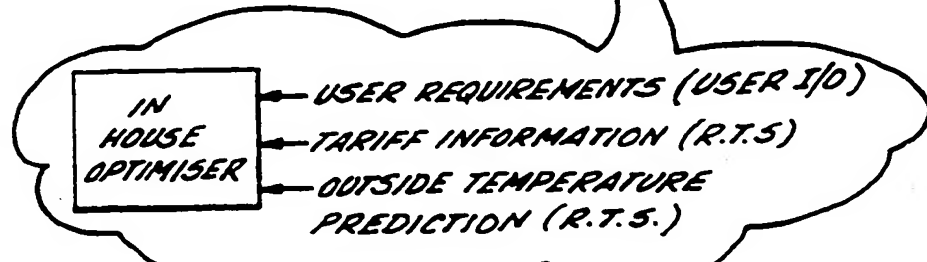 IN
HOUSE
OPTIMISER
USER REQUIREMENTS (USER I/O)
TARIFF INFORMATION (R.T.S)
OUTSIDE TEMPERATURE
PREDICTION (R.T.S.)